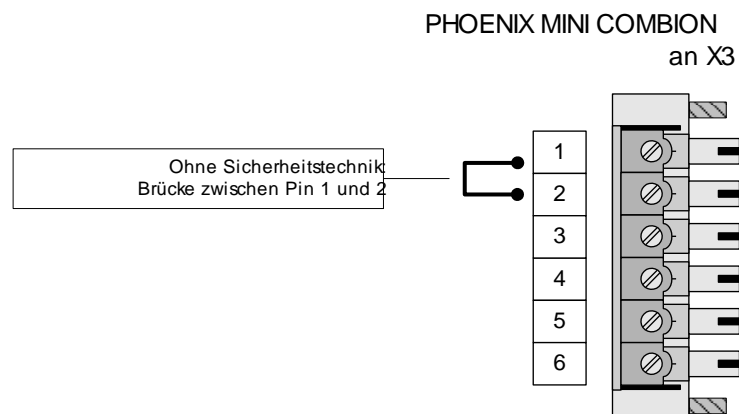 PHOENIX MINI COMBION
an X3
Ohne Sicherheitstechnik:
Brücke zwischen Pin 1 und 2
1
2
3
4
5
6